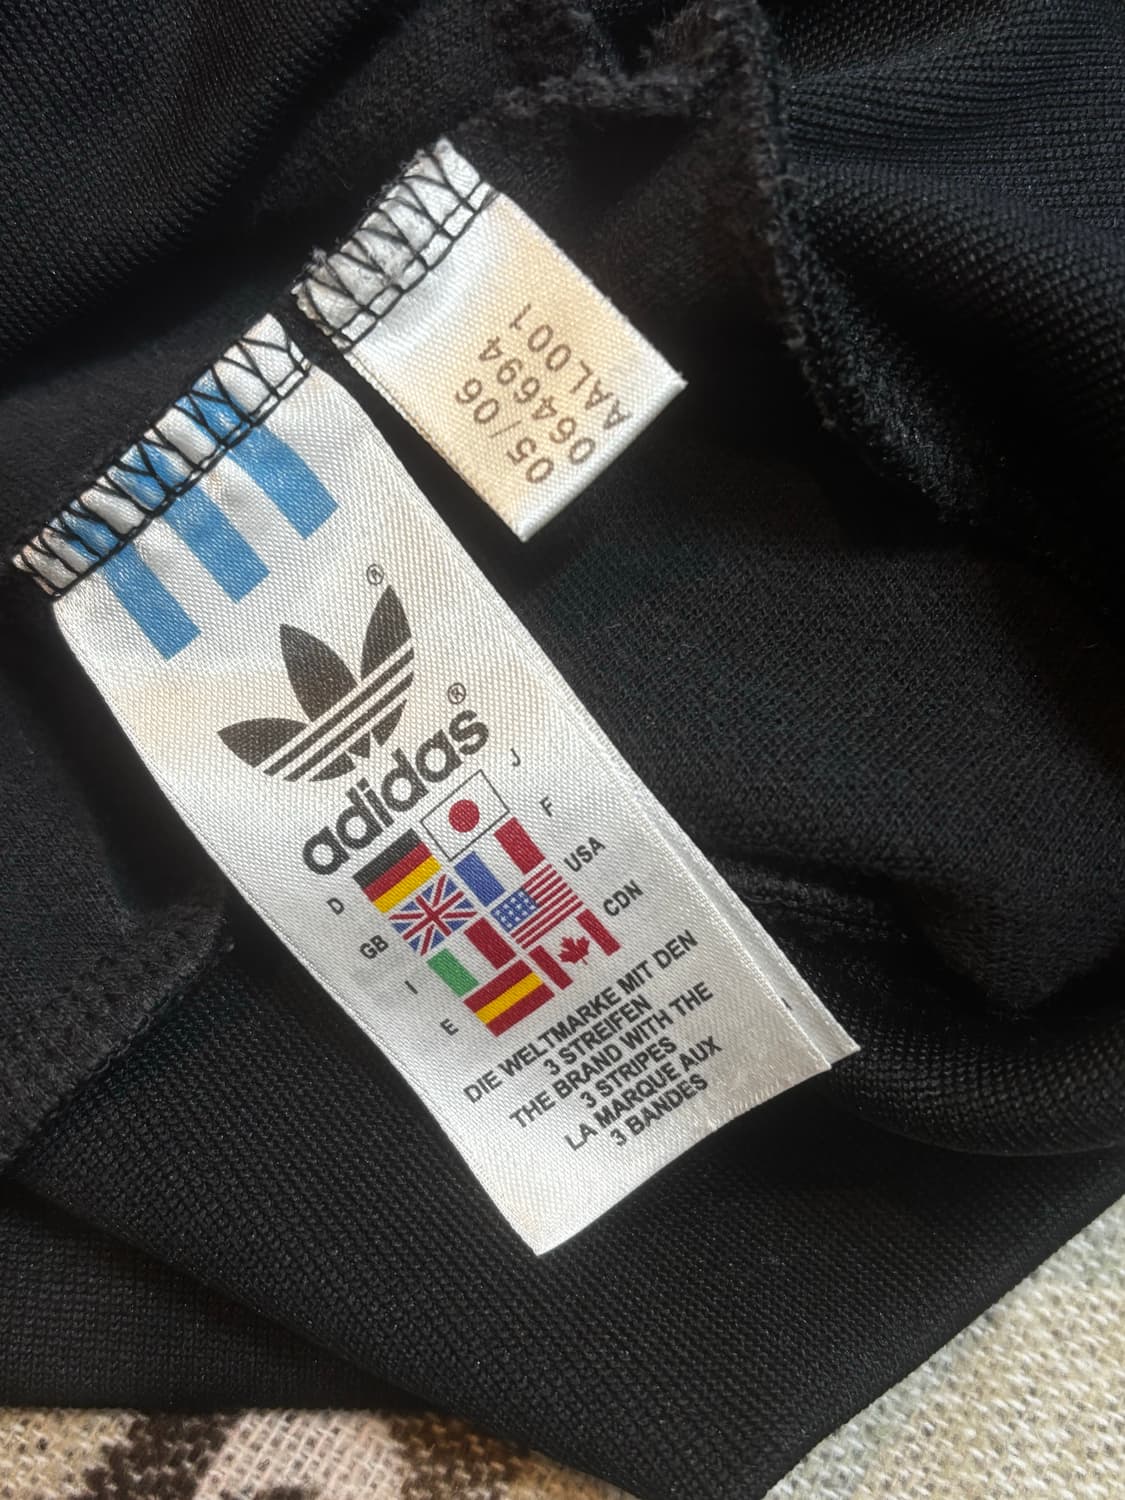 05/06
064694
AAL001
®
adidas®
J
D
F
GB
USA
I
CDN
E
DIE WELTMARKE MIT DEN
3 STREIFEN
THE BRAND WITH THE
3 STRIPES
LA MARQUE AUX
3 BANDES